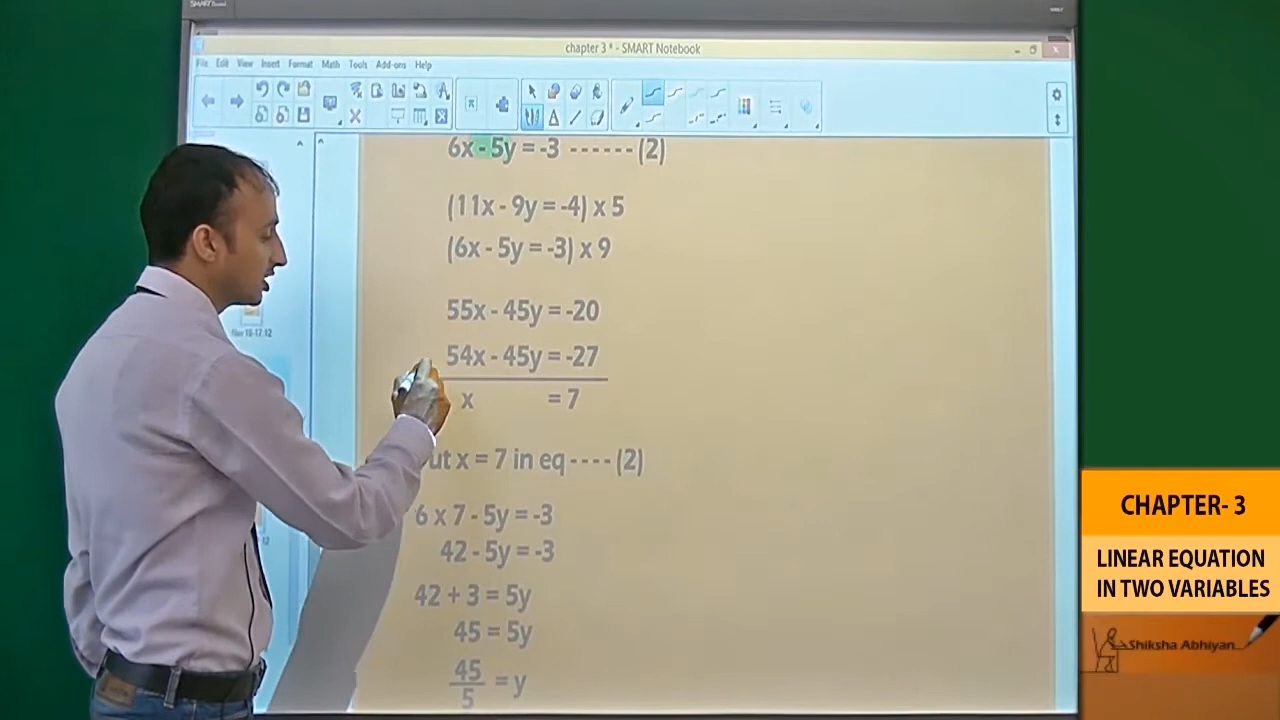 SMART Board
chapter 3 * - SMART Notebook
File Edit View Insert Format Math Tools Add-ons Help
6x - 5y = -3 ------ (2)
(11x - 9y = -4) x 5
(6x - 5y = -3) x 9
55x - 45y = -20
54x - 45y = -27
x = 7
ut x = 7 in eq ---- (2)
6 x 7 - 5y = -3
42 - 5y = -3
42 + 3 = 5y
45 = 5y
45
5
= y
CHAPTER- 3
LINEAR EQUATION
IN TWO VARIABLES
Shiksha Abhiyan